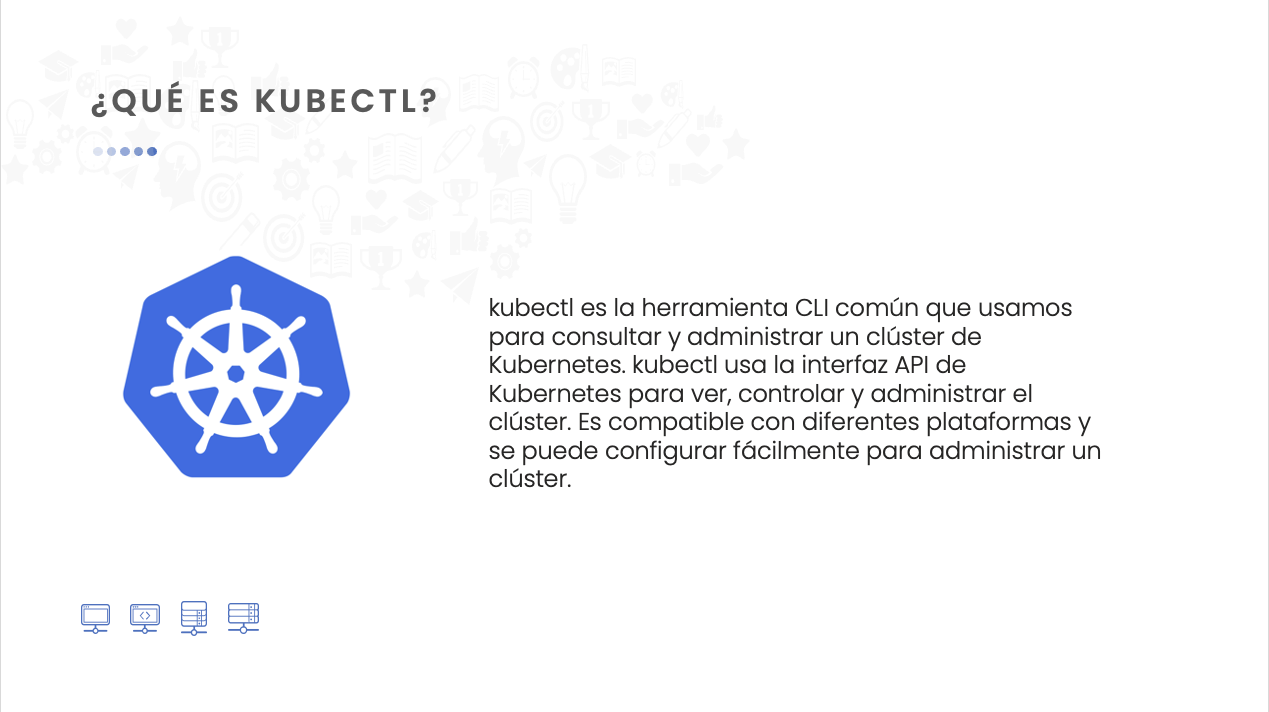 ¿QUÉ ES KUBECTL?
kubectl es la herramienta CLI común que usamos
para consultar y administrar un clúster de
Kubernetes. kubectl usa la interfaz API de
Kubernetes para ver, controlar y administrar el
clúster. Es compatible con diferentes plataformas y
se puede configurar fácilmente para administrar un
clúster.